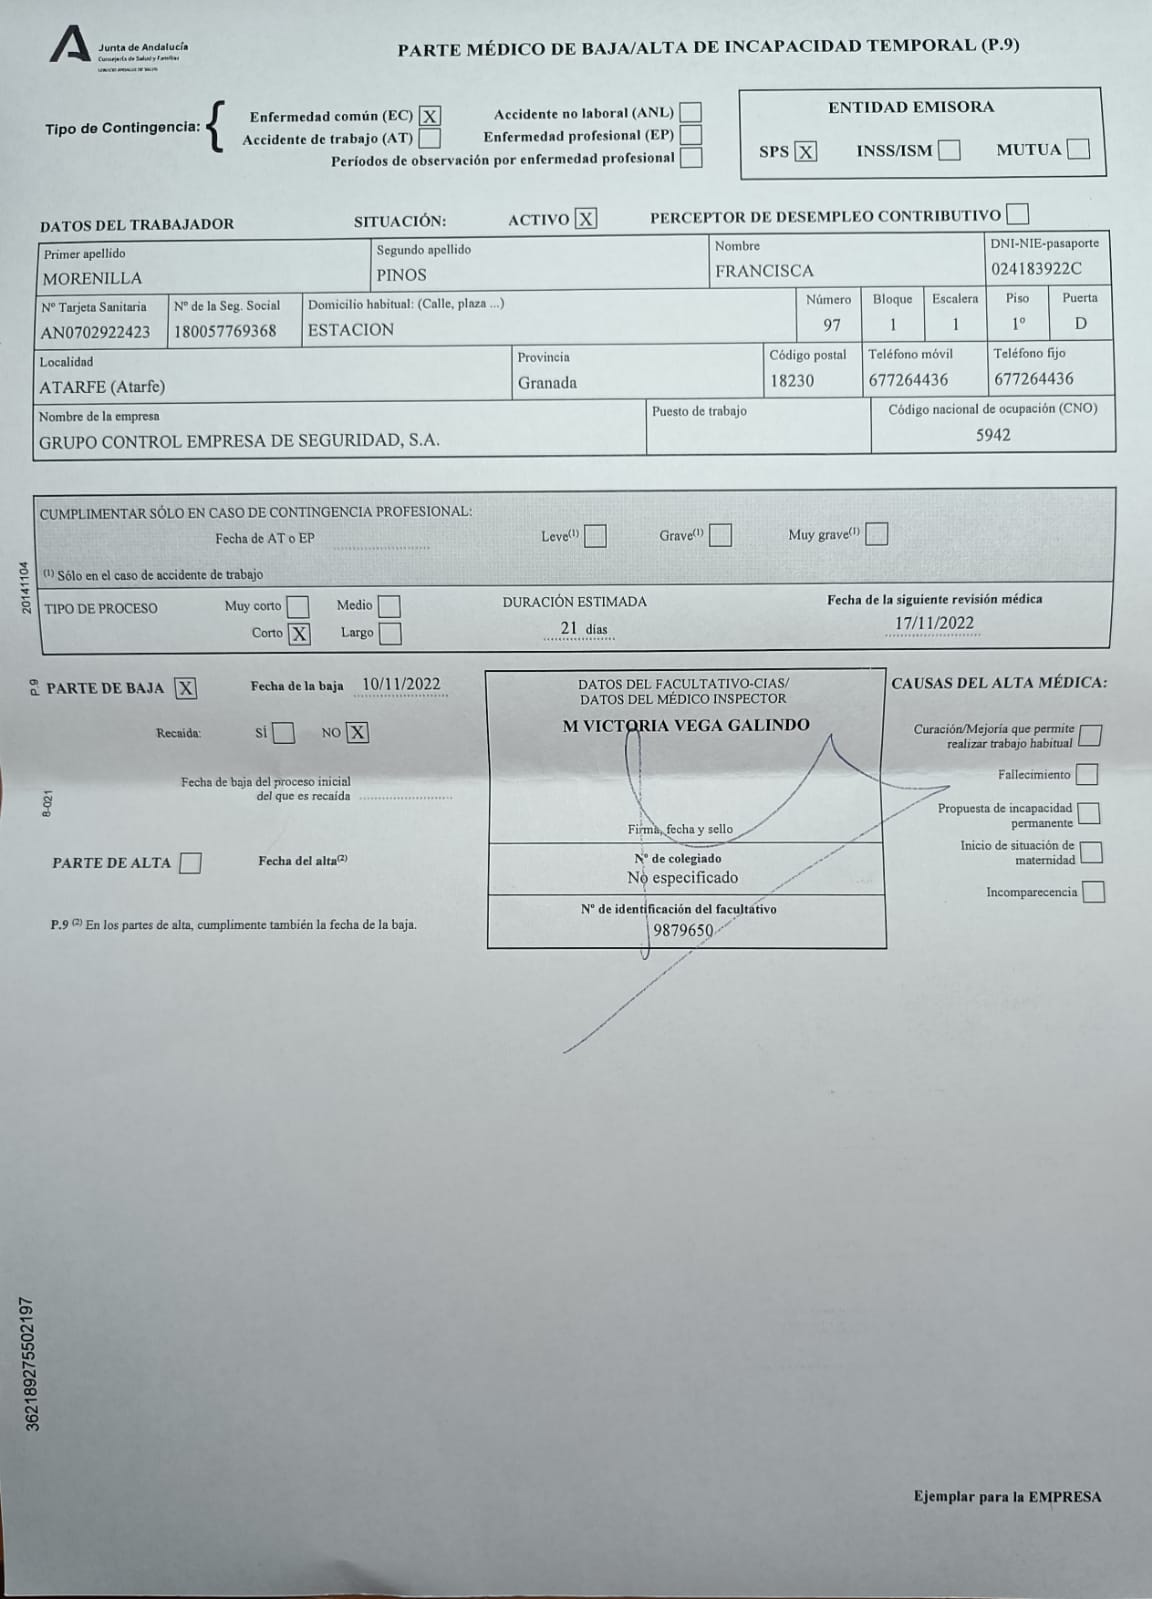 Junta de Andalucía
Consejería de Salud y Familias
SERVICIO ANDALUZ DE SALUD
PARTE MÉDICO DE BAJA/ALTA DE INCAPACIDAD TEMPORAL (P.9)
Tipo de Contingencia:
Enfermedad común (EC) X
Accidente no laboral (ANL)
Accidente de trabajo (AT)
Enfermedad profesional (EP)
Períodos de observación por enfermedad profesional
ENTIDAD EMISORA
SPS X INSS/ISM MUTUA
DATOS DEL TRABAJADOR SITUACIÓN: ACTIVO X PERCEPTOR DE DESEMPLEO CONTRIBUTIVO
Primer apellido Segundo apellido Nombre DNI-NIE-pasaporte
MORENILLA PINOS FRANCISCA 024183922C
Nº Tarjeta Sanitaria Nº de la Seg. Social Domicilio habitual: (Calle, plaza ...) Número Bloque Escalera Piso Puerta
AN0702922423 180057769368 ESTACION 97 1 1 1º D
Localidad Provincia Código postal Teléfono móvil Teléfono fijo
ATARFE (Atarfe) Granada 18230 677264436 677264436
Nombre de la empresa Puesto de trabajo Código nacional de ocupación (CNO)
GRUPO CONTROL EMPRESA DE SEGURIDAD, S.A. 5942
CUMPLIMENTAR SÓLO EN CASO DE CONTINGENCIA PROFESIONAL:
Fecha de AT o EP Leve(1) Grave(1) Muy grave(1)
(1) Sólo en el caso de accidente de trabajo
TIPO DE PROCESO Muy corto Medio DURACIÓN ESTIMADA Fecha de la siguiente revisión médica
Corto X Largo 21 días 17/11/2022
PARTE DE BAJA X Fecha de la baja 10/11/2022
Recaída: SÍ NO X
Fecha de baja del proceso inicial
del que es recaída
PARTE DE ALTA Fecha del alta(2)
P.9 (2) En los partes de alta, cumplimente también la fecha de la baja.
DATOS DEL FACULTATIVO-CIAS/
DATOS DEL MÉDICO INSPECTOR
M VICTORIA VEGA GALINDO
Firma, fecha y sello
Nº de colegiado
No especificado
Nº de identificación del facultativo
9879650
CAUSAS DEL ALTA MÉDICA:
Curación/Mejoría que permite
realizar trabajo habitual
Fallecimiento
Propuesta de incapacidad
permanente
Inicio de situación de
maternidad
Incomparecencia
20141104
P.9
8-021
362189275502197
Ejemplar para la EMPRESA